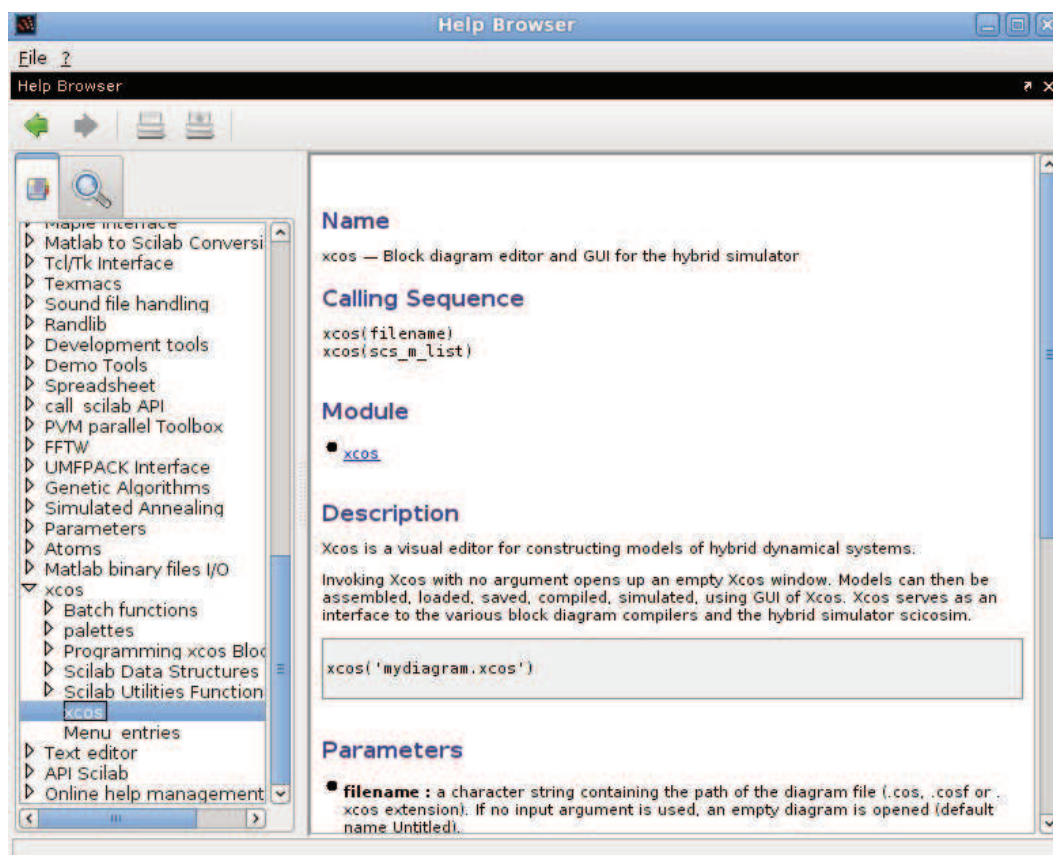 Help Browser
File ?
Help Browser
Maple Interface
Matlab to Scilab Conversi
Tcl/Tk Interface
Texmacs
Sound file handling
Randlib
Development tools
Demo Tools
Spreadsheet
call scilab API
PVM parallel Toolbox
FFTW
UMFPACK Interface
Genetic Algorithms
Simulated Annealing
Parameters
Atoms
Matlab binary files I/O
xcos
Batch functions
palettes
Programming xcos Bloc
Scilab Data Structures
Scilab Utilities Function
xcos
Menu entries
Text editor
API Scilab
Online help management
Name
xcos — Block diagram editor and GUI for the hybrid simulator
Calling Sequence
xcos(filename)
xcos(scs_m_list)
Module
xcos
Description
Xcos is a visual editor for constructing models of hybrid dynamical systems.
Invoking Xcos with no argument opens up an empty Xcos window. Models can then be
assembled, loaded, saved, compiled, simulated, using GUI of Xcos. Xcos serves as an
interface to the various block diagram compilers and the hybrid simulator scicosim.
xcos('mydiagram.xcos')
Parameters
filename : a character string containing the path of the diagram file (.cos, .cosf or .
xcos extension). If no input argument is used, an empty diagram is opened (default
name Untitled).